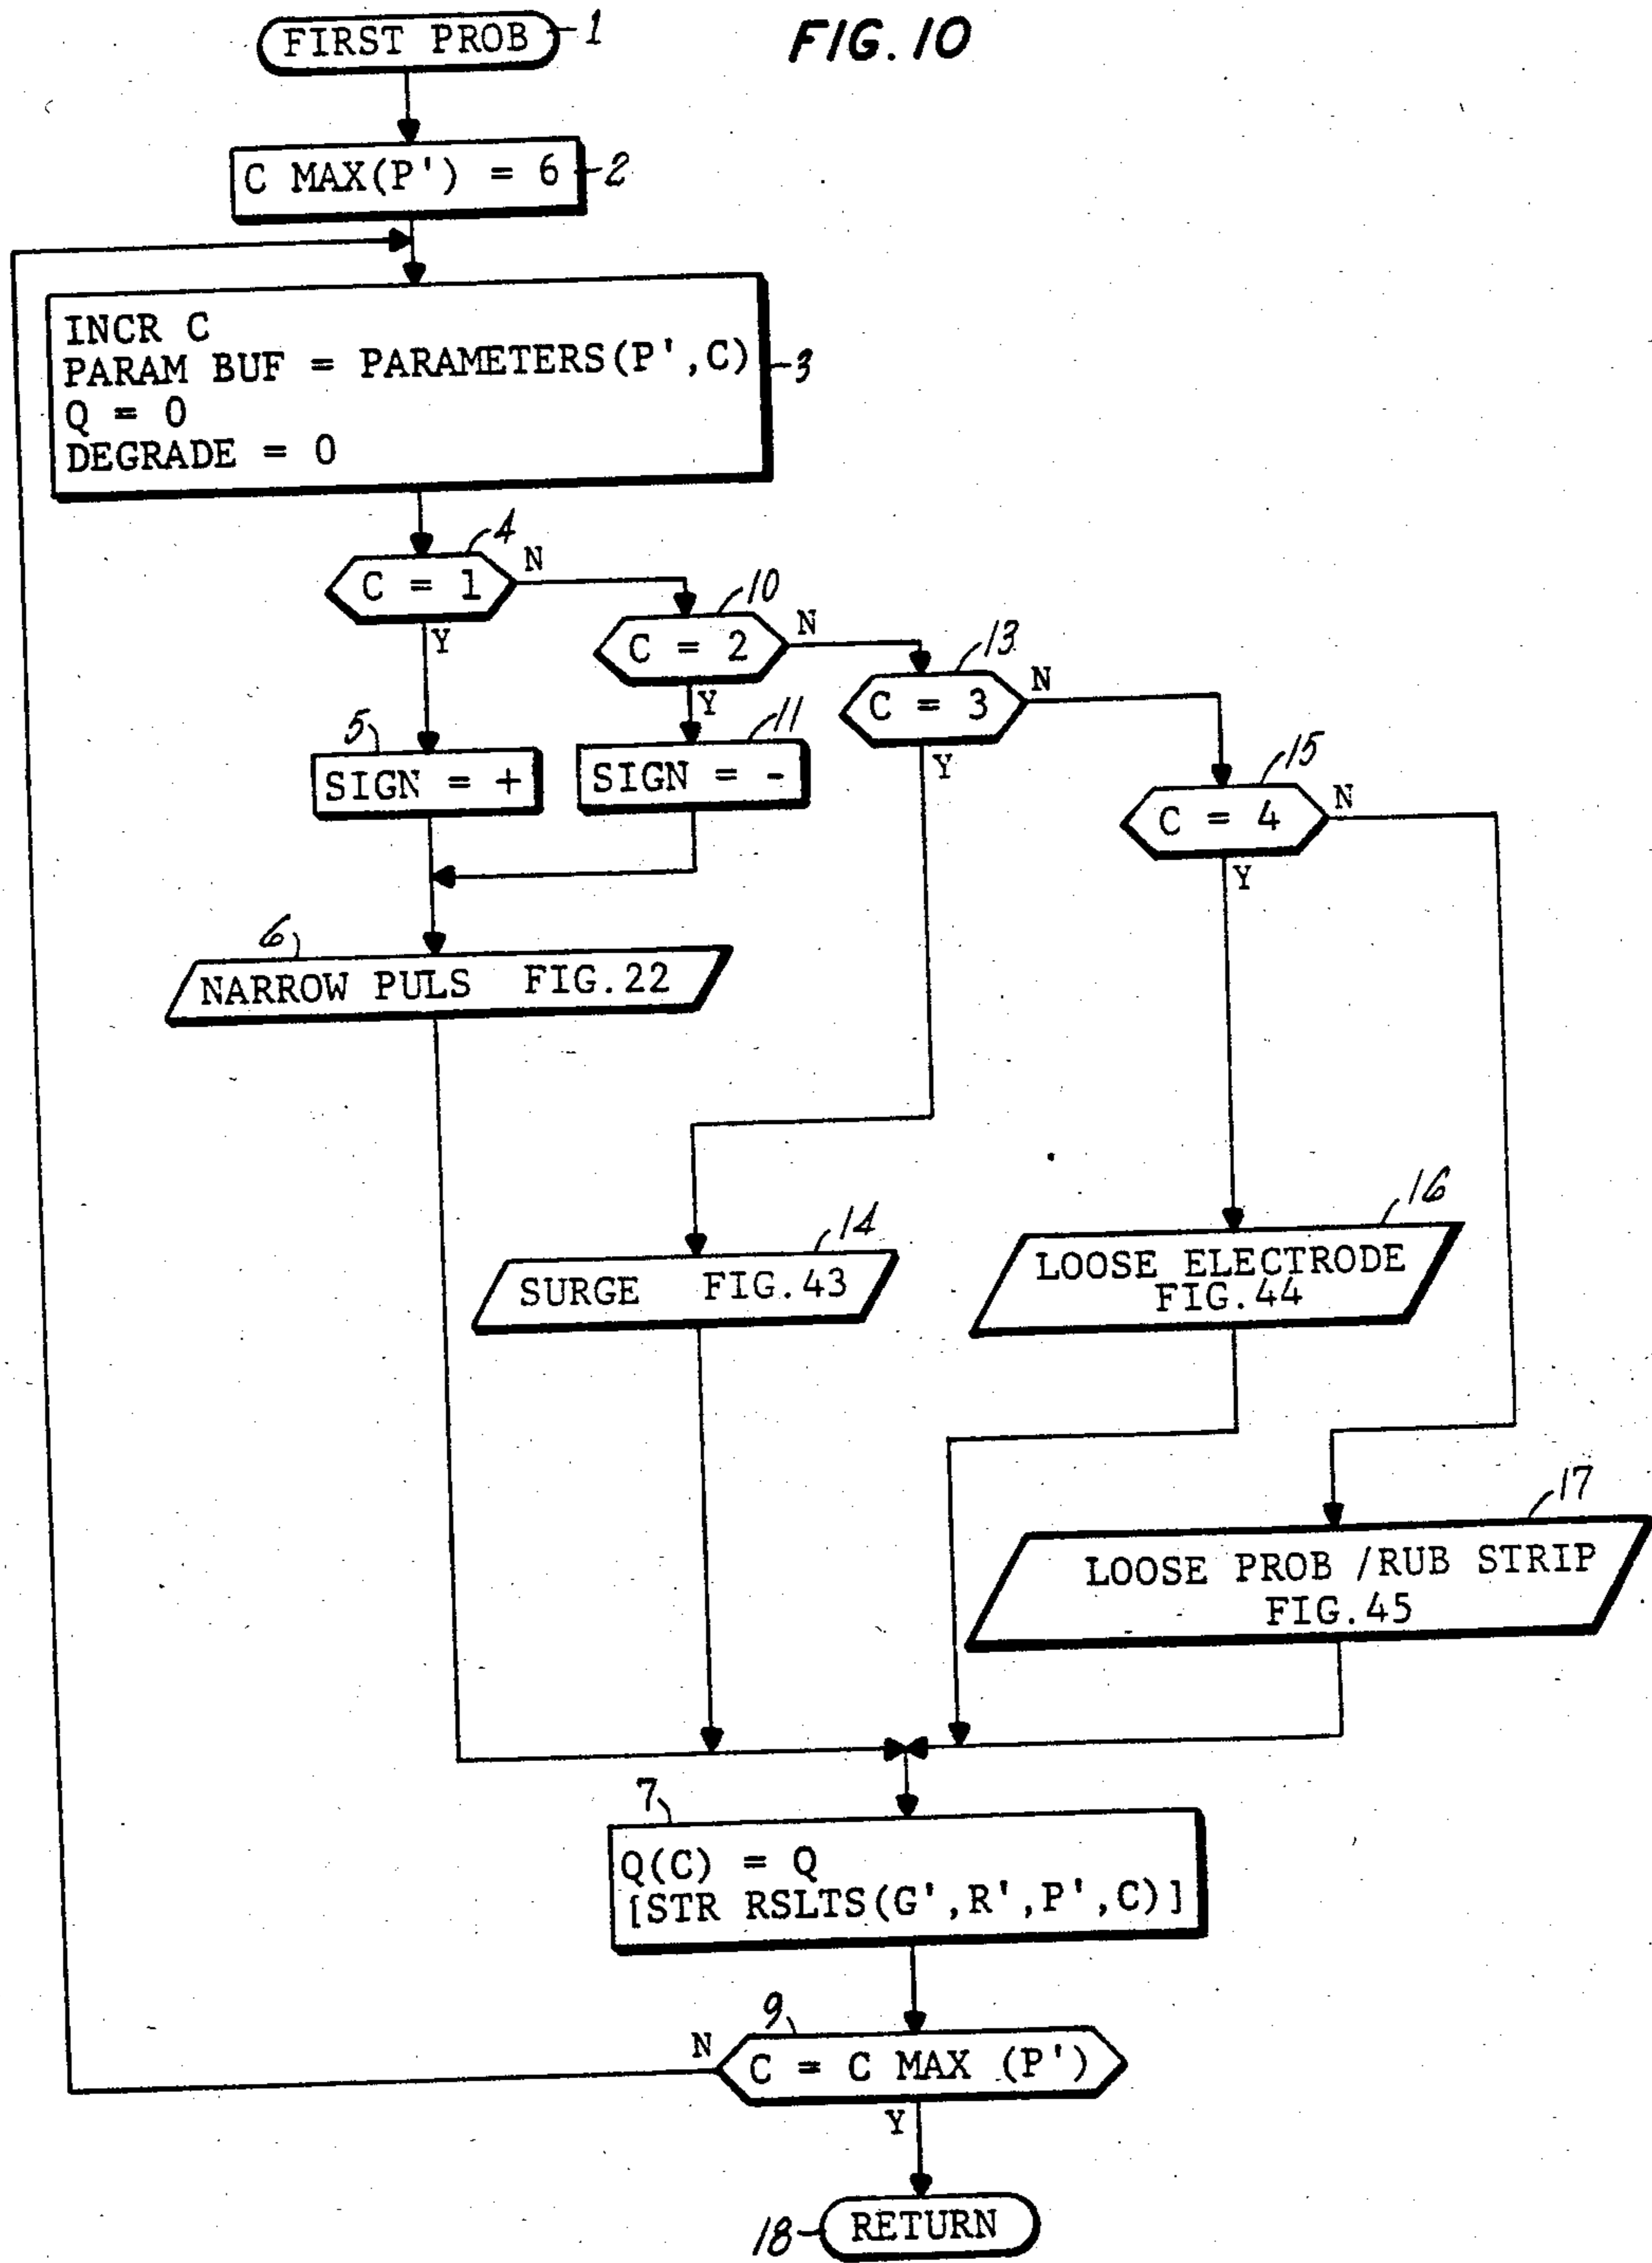 FIG. 10
FIRST PROB
1
C MAX(P') = 6
2
INCR C
PARAM BUF = PARAMETERS(P',C)
Q = 0
DEGRADE = 0
3
4
C = 1
N
Y
10
C = 2
N
Y
13
C = 3
N
Y
15
C = 4
N
Y
5
SIGN = +
11
SIGN = -
6
NARROW PULS FIG.22
14
SURGE FIG.43
16
LOOSE ELECTRODE
FIG.44
17
LOOSE PROB /RUB STRIP
FIG.45
7
Q(C) = Q
[STR RSLTS(G',R',P',C)]
9
N
C = C MAX (P')
Y
18
RETURN